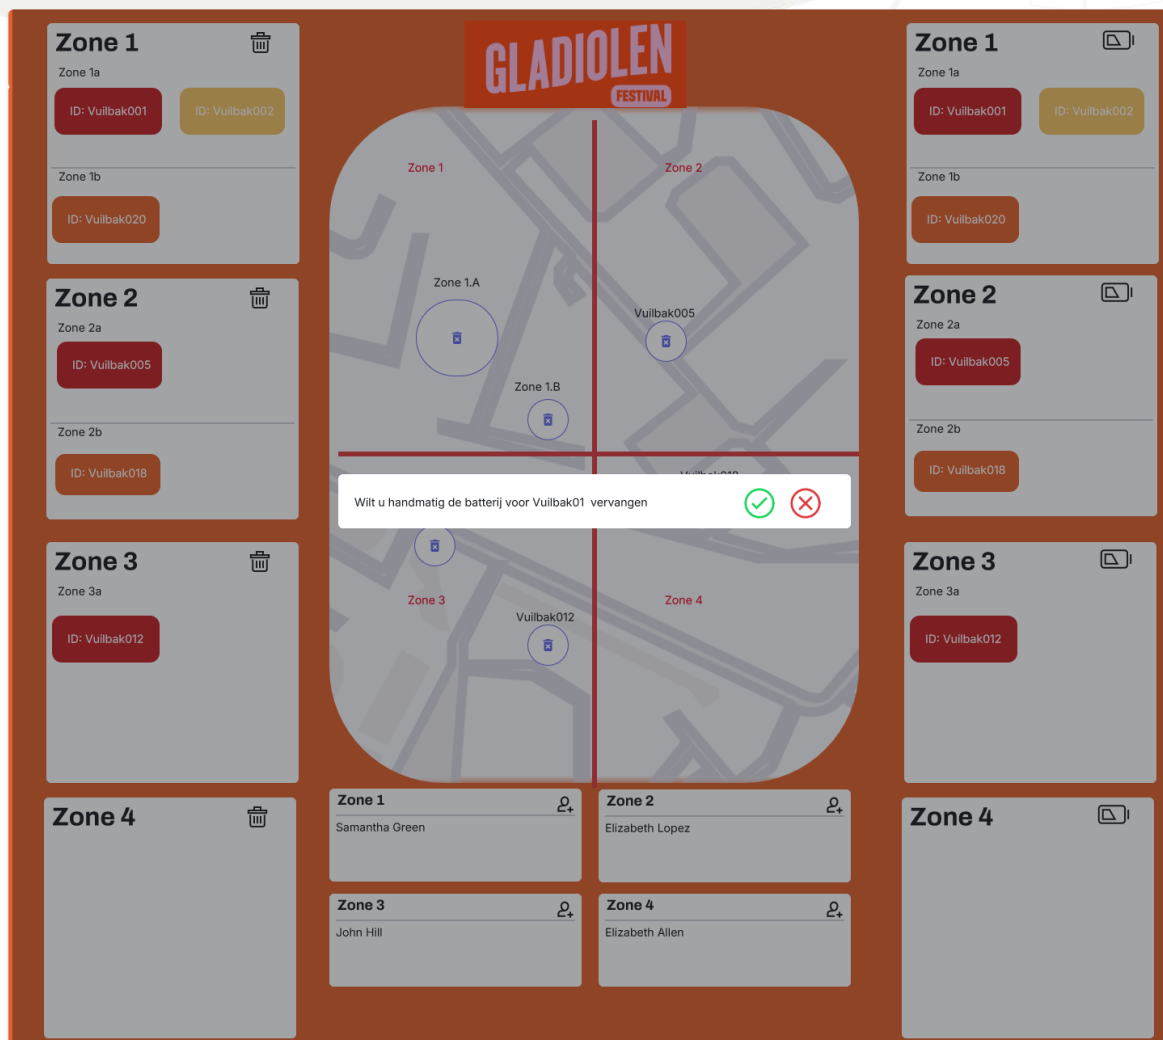 Zone 1
Zone 1a
ID: Vuilbak001
ID: Vuilbak002
Zone 1b
ID: Vuilbak020
Zone 2
Zone 2a
ID: Vuilbak005
Zone 2b
ID: Vuilbak018
Zone 3
Zone 3a
ID: Vuilbak012
Zone 4
GLADIOLEN
FESTIVAL
Zone 1
Zone 2
Zone 1.A
Vuilbak005
Zone 1.B
Wilt u handmatig de batterij voor Vuilbak01 vervangen
Zone 3
Zone 4
Vuilbak012
Zone 1
Samantha Green
Zone 2
Elizabeth Lopez
Zone 3
John Hill
Zone 4
Elizabeth Allen
Zone 1
Zone 1a
ID: Vuilbak001
ID: Vuilbak002
Zone 1b
ID: Vuilbak020
Zone 2
Zone 2a
ID: Vuilbak005
Zone 2b
ID: Vuilbak018
Zone 3
Zone 3a
ID: Vuilbak012
Zone 4